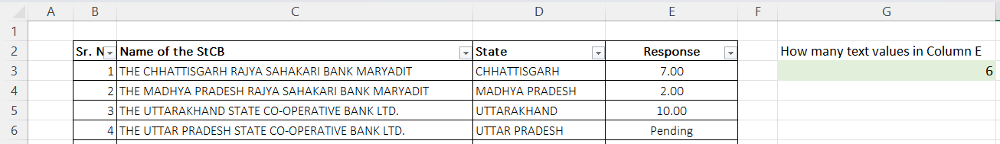 A B C D E F G
1
2 Sr. N Name of the StCB State Response How many text values in Column E
3 1 THE CHHATTISGARH RAJYA SAHAKARI BANK MARYADIT CHHATTISGARH 7.00 6
4 2 THE MADHYA PRADESH RAJYA SAHAKARI BANK MARYADIT MADHYA PRADESH 2.00
5 3 THE UTTARAKHAND STATE CO-OPERATIVE BANK LTD. UTTARAKHAND 10.00
6 4 THE UTTAR PRADESH STATE CO-OPERATIVE BANK LTD. UTTAR PRADESH Pending